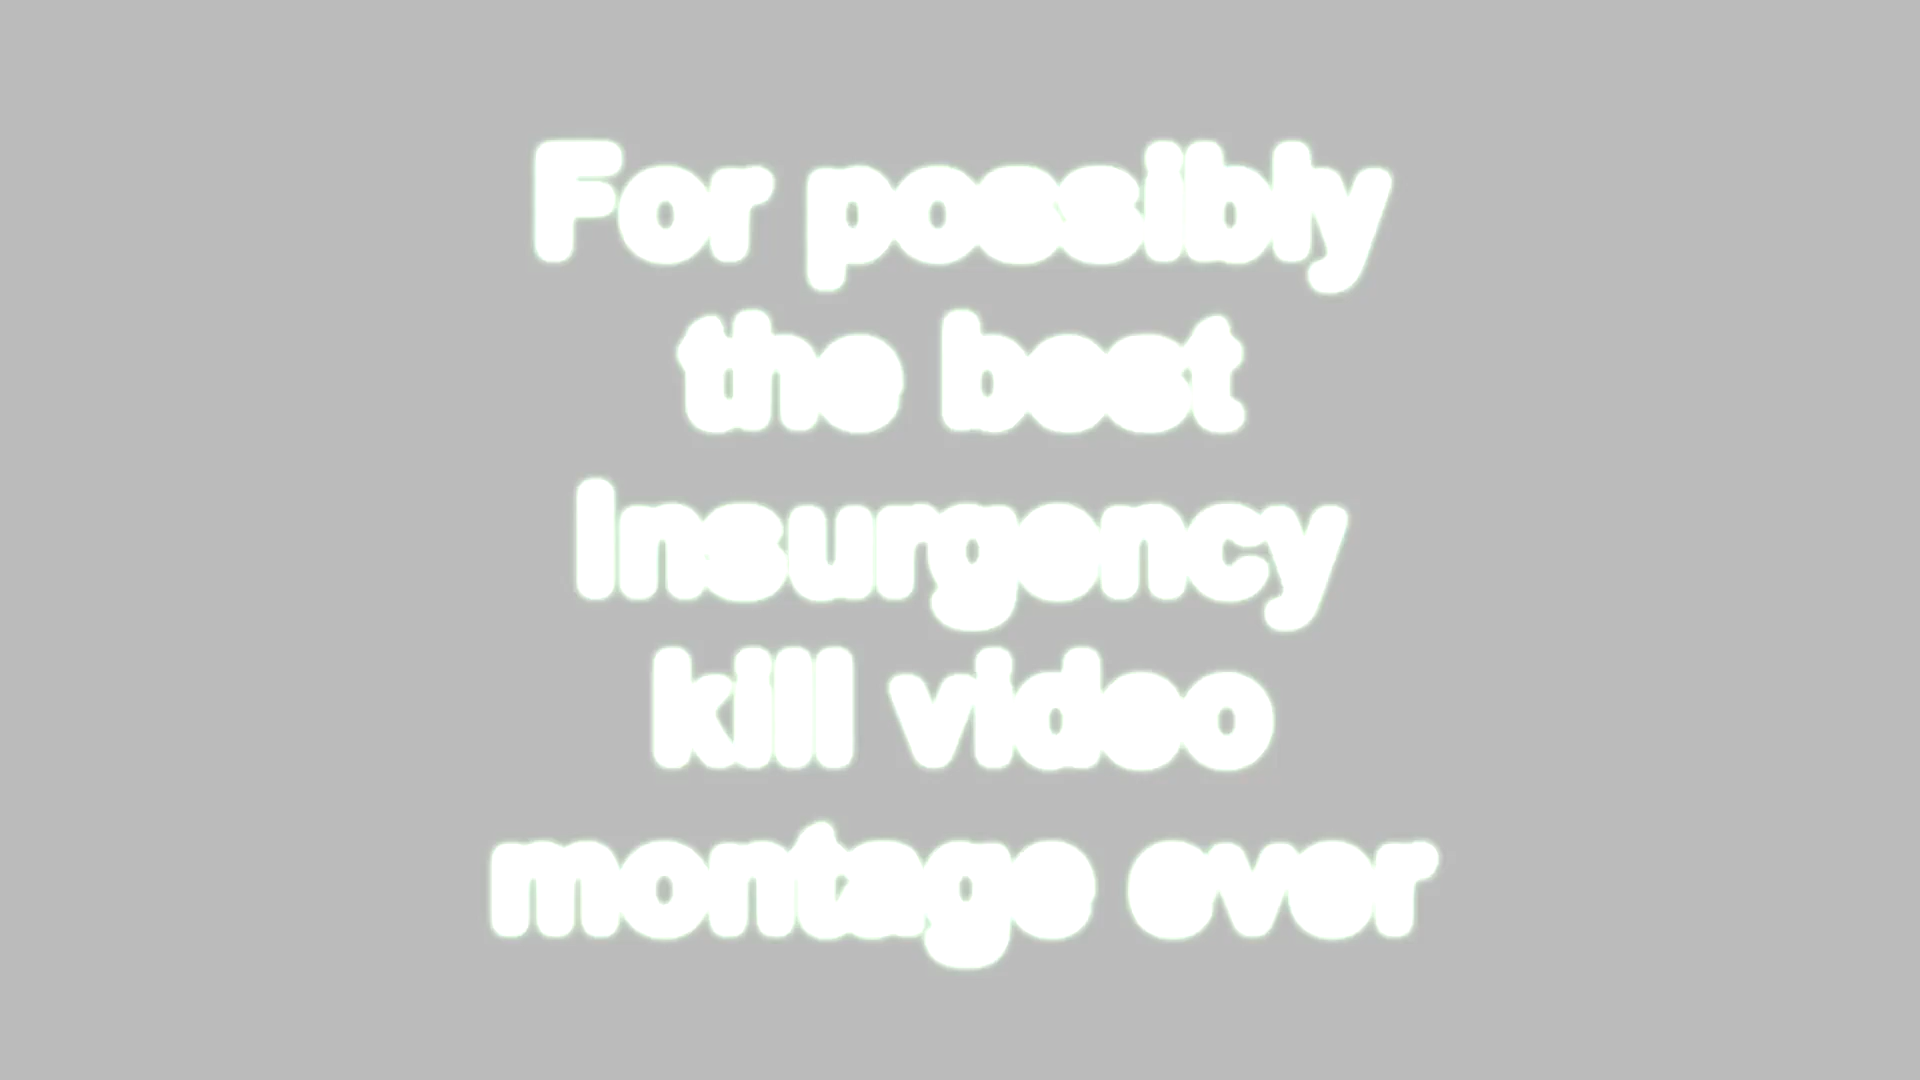 For possibly
the best
Insurgency
kill video
montage ever